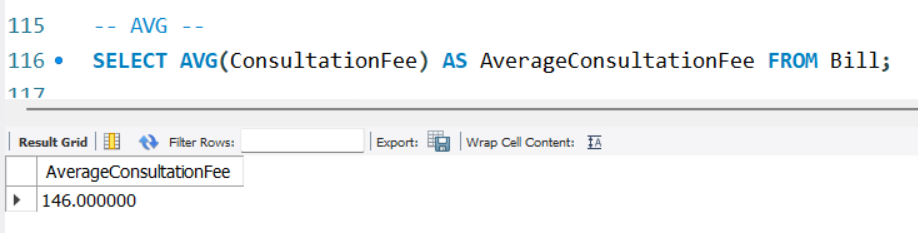 115 -- AVG --
116 SELECT AVG(ConsultationFee) AS AverageConsultationFee FROM Bill;
117
Result Grid Filter Rows: Export: Wrap Cell Content: IA
AverageConsultationFee
146.000000